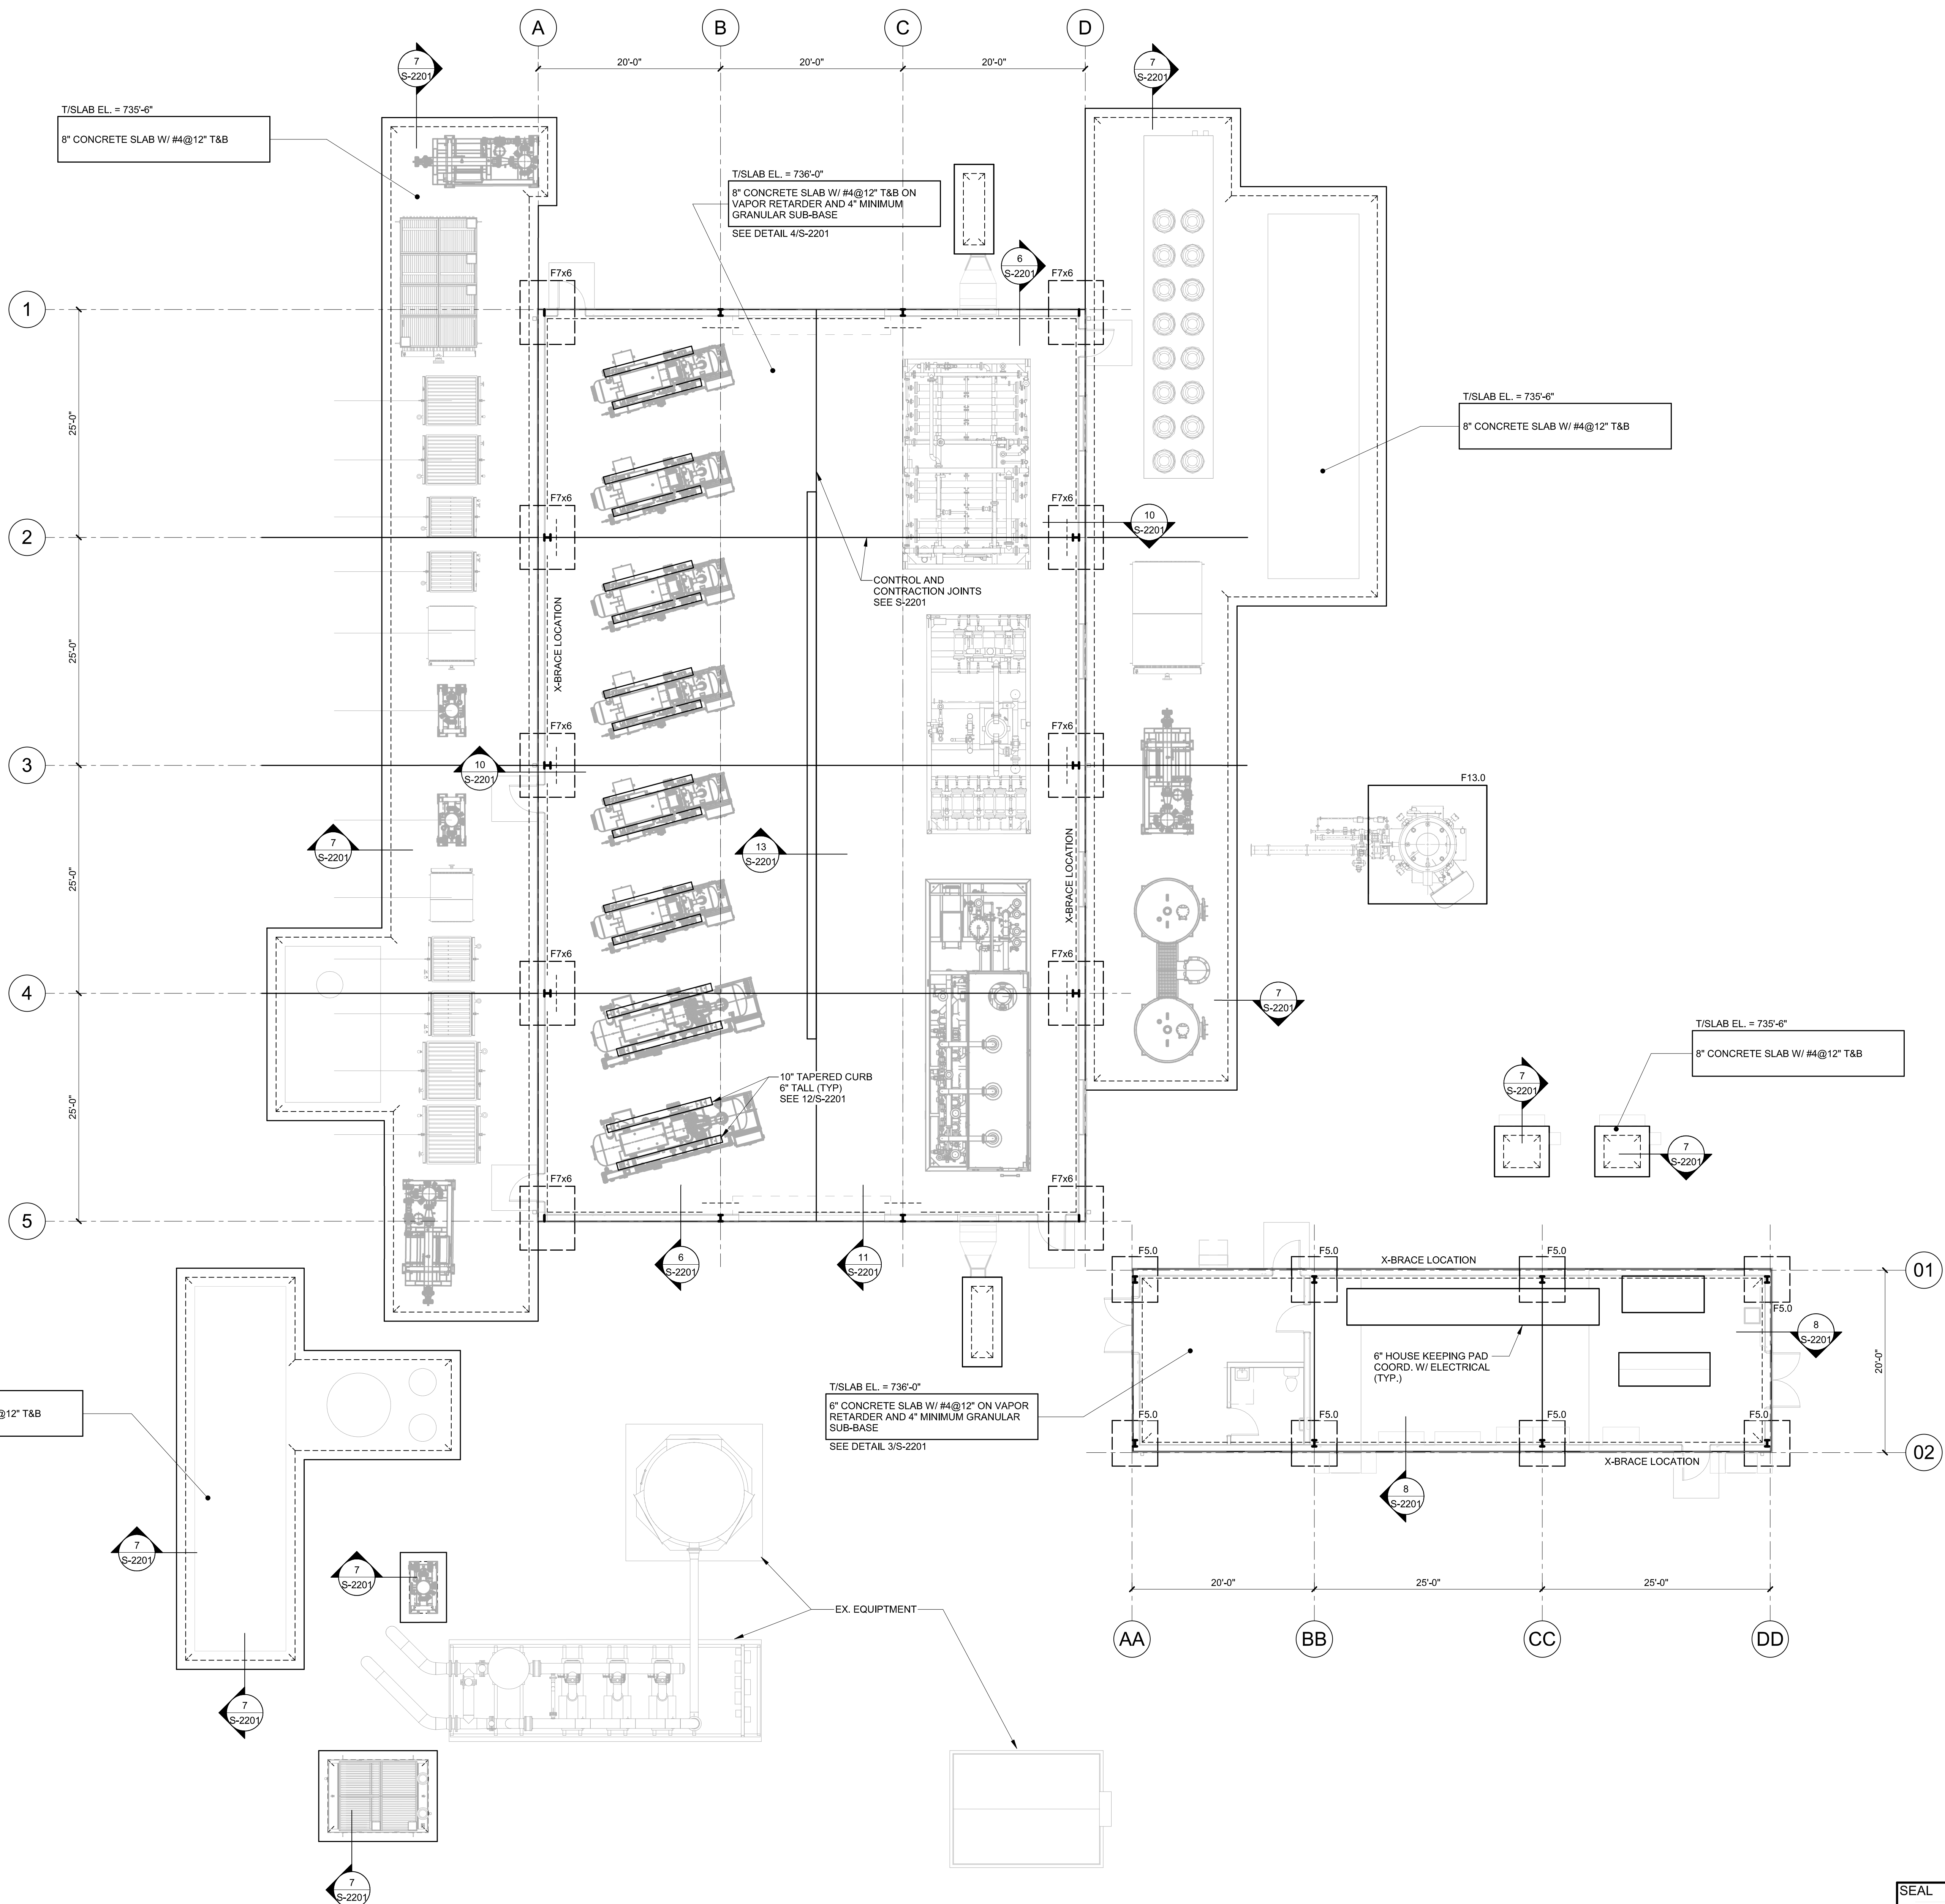 A
B
C
D
20'-0"
20'-0"
20'-0"
7
S-2201
7
S-2201
T/SLAB EL. = 735'-6"
8" CONCRETE SLAB W/ #4@12" T&B
T/SLAB EL. = 736'-0"
8" CONCRETE SLAB W/ #4@12" T&B ON
VAPOR RETARDER AND 4" MINIMUM
GRANULAR SUB-BASE
SEE DETAIL 4/S-2201
6
S-2201
F7x6
F7x6
1
25'-0"
T/SLAB EL. = 735'-6"
8" CONCRETE SLAB W/ #4@12" T&B
F7x6
F7x6
10
S-2201
2
CONTROL AND
CONTRACTION JOINTS
SEE S-2201
X-BRACE LOCATION
25'-0"
F7x6
F7x6
3
10
S-2201
F13.0
7
S-2201
13
S-2201
X-BRACE LOCATION
25'-0"
F7x6
F7x6
4
7
S-2201
T/SLAB EL. = 735'-6"
8" CONCRETE SLAB W/ #4@12" T&B
10" TAPERED CURB
6" TALL (TYP)
SEE 12/S-2201
7
S-2201
7
S-2201
25'-0"
F7x6
F7x6
5
6
S-2201
11
S-2201
F5.0
F5.0
F5.0
F5.0
X-BRACE LOCATION
01
8
S-2201
6" HOUSE KEEPING PAD
COORD. W/ ELECTRICAL
(TYP.)
20'-0"
@12" T&B
T/SLAB EL. = 736'-0"
6" CONCRETE SLAB W/ #4@12" ON VAPOR
RETARDER AND 4" MINIMUM GRANULAR
SUB-BASE
SEE DETAIL 3/S-2201
F5.0
F5.0
F5.0
F5.0
X-BRACE LOCATION
02
8
S-2201
7
S-2201
7
S-2201
20'-0"
25'-0"
25'-0"
EX. EQUIPTMENT
AA
BB
CC
DD
7
S-2201
7
S-2201
SEAL